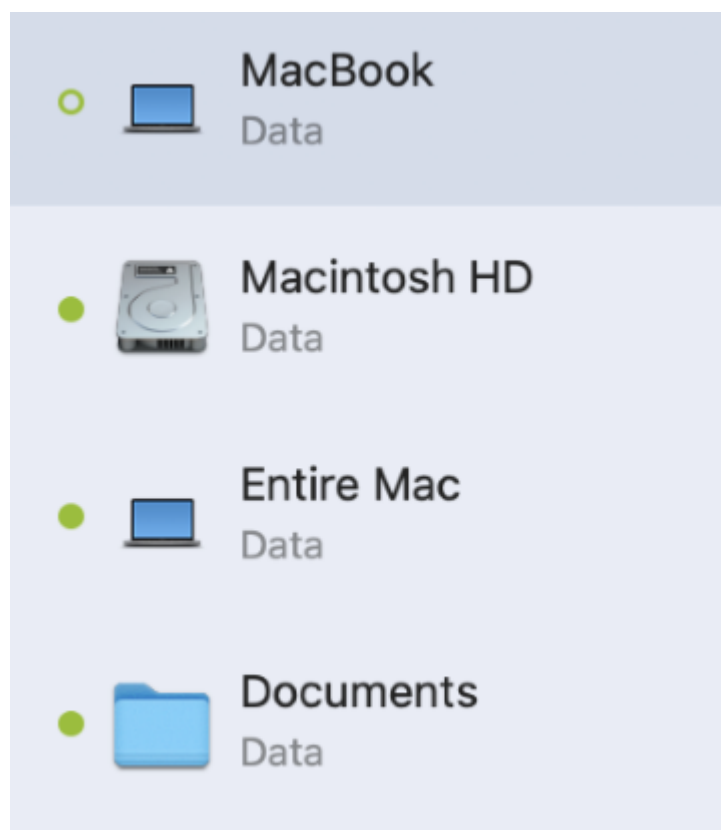 MacBook
Data
Macintosh HD
Data
Entire Mac
Data
Documents
Data